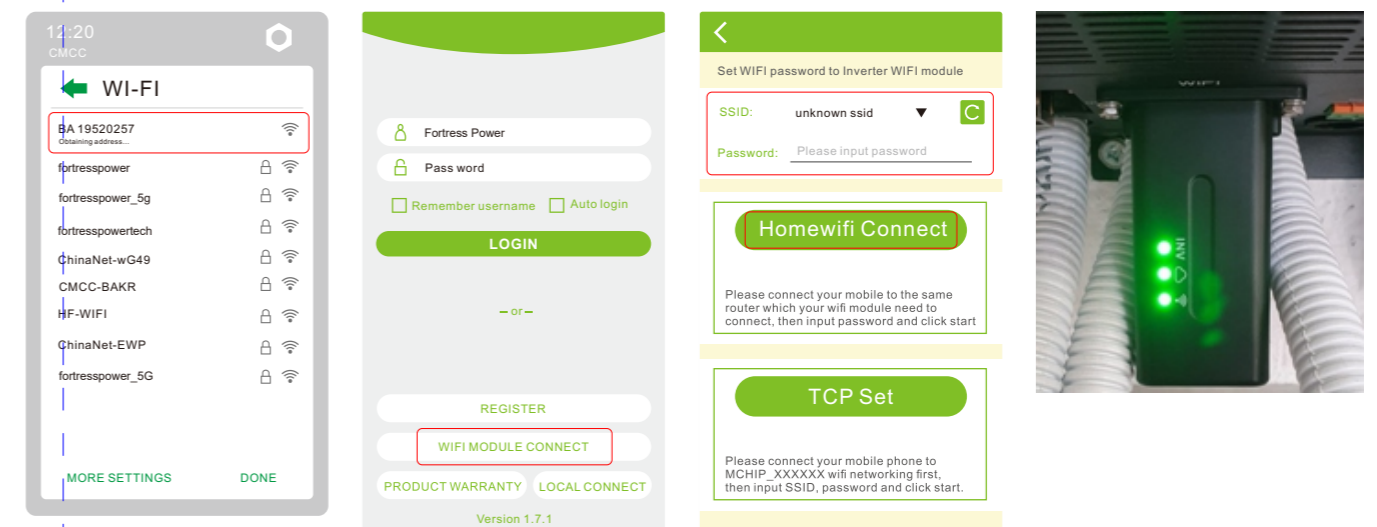 12:20
CMCC
WI-FI
BA 19520257
Obtaining address...
fortresspower
fortresspower_5g
fortresspowertech
ChinaNet-wG49
CMCC-BAKR
HF-WIFI
ChinaNet-EWP
fortresspower_5G
MORE SETTINGS
DONE
Fortress Power
Pass word
Remember username
Auto login
LOGIN
or
REGISTER
WIFI MODULE CONNECT
PRODUCT WARRANTY
LOCAL CONNECT
Version 1.7.1
Set WIFI password to Inverter WIFI module
SSID: unknown ssid
Password: Please input password
Homewifi Connect
Please connect your mobile to the same
router which your wifi module need to
connect, then input password and click start
TCP Set
Please connect your mobile phone to
MCHIP_XXXXXX wifi networking first,
then input SSID, password and click start.
WIFI
INV